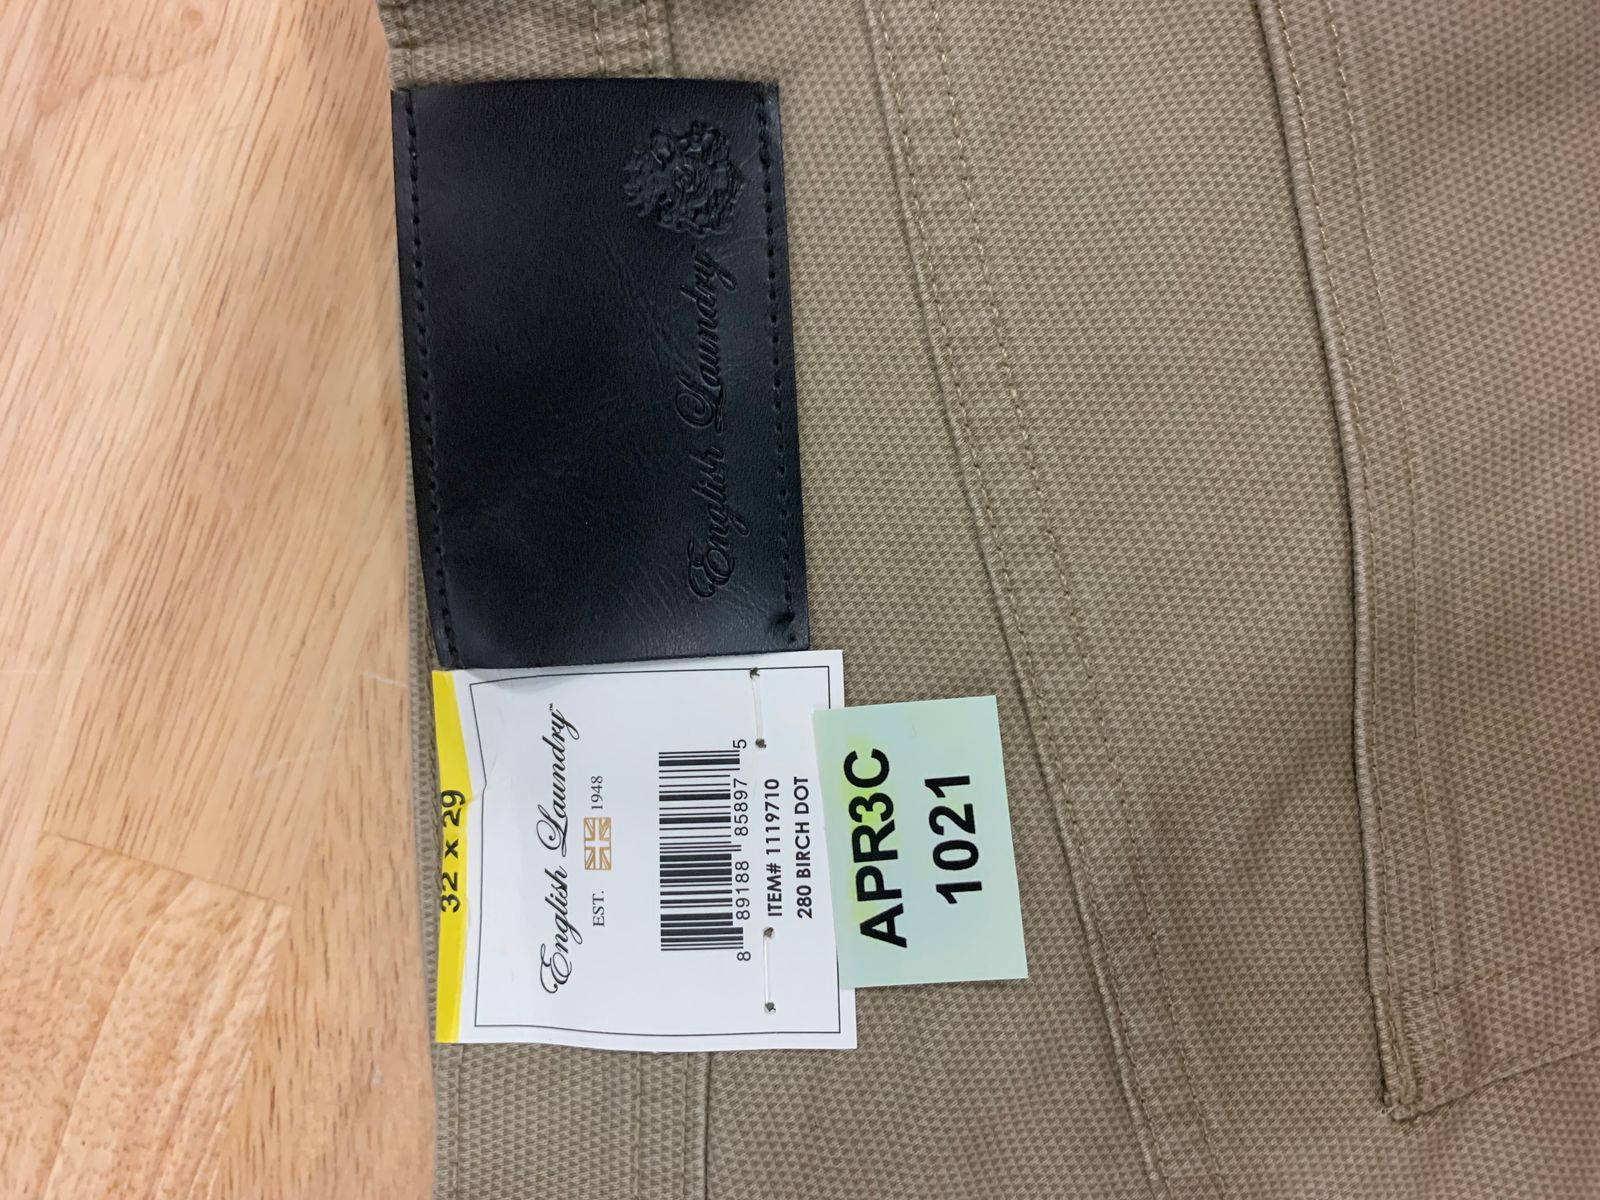 English Laundry
32 x 29
English Laundry™
EST. 1948
8 89188 85897 5
ITEM# 1119710
280 BIRCH DOT
APR3C
1021